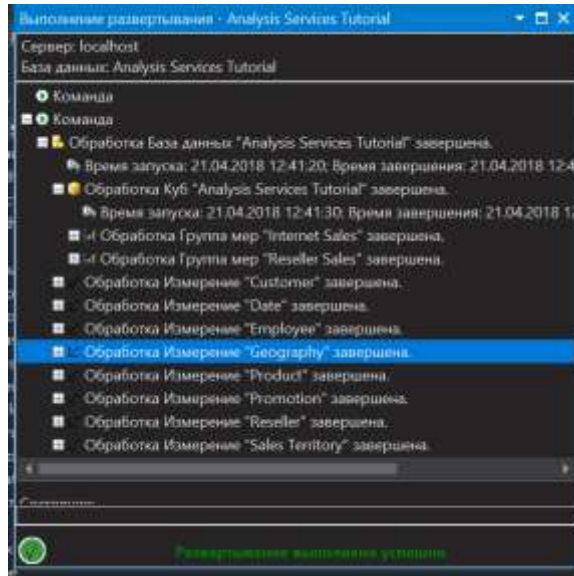 Выполнение развертывания - Analysis Services Tutorial
Сервер: localhost
База данных: Analysis Services Tutorial
Команда
Команда
Обработка База данных "Analysis Services Tutorial" завершена.
Время запуска: 21.04.2018 12:41:20; Время завершения: 21.04.2018 12:4
Обработка Куб "Analysis Services Tutorial" завершена.
Время запуска: 21.04.2018 12:41:30; Время завершения: 21.04.2018 12
Обработка Группа мер "Internet Sales" завершена.
Обработка Группа мер "Reseller Sales" завершена.
Обработка Измерение "Customer" завершена.
Обработка Измерение "Date" завершена.
Обработка Измерение "Employee" завершена.
Обработка Измерение "Geography" завершена.
Обработка Измерение "Product" завершена.
Обработка Измерение "Promotion" завершена.
Обработка Измерение "Reseller" завершена.
Обработка Измерение "Sales Territory" завершена.
Развертывание выполнено успешно